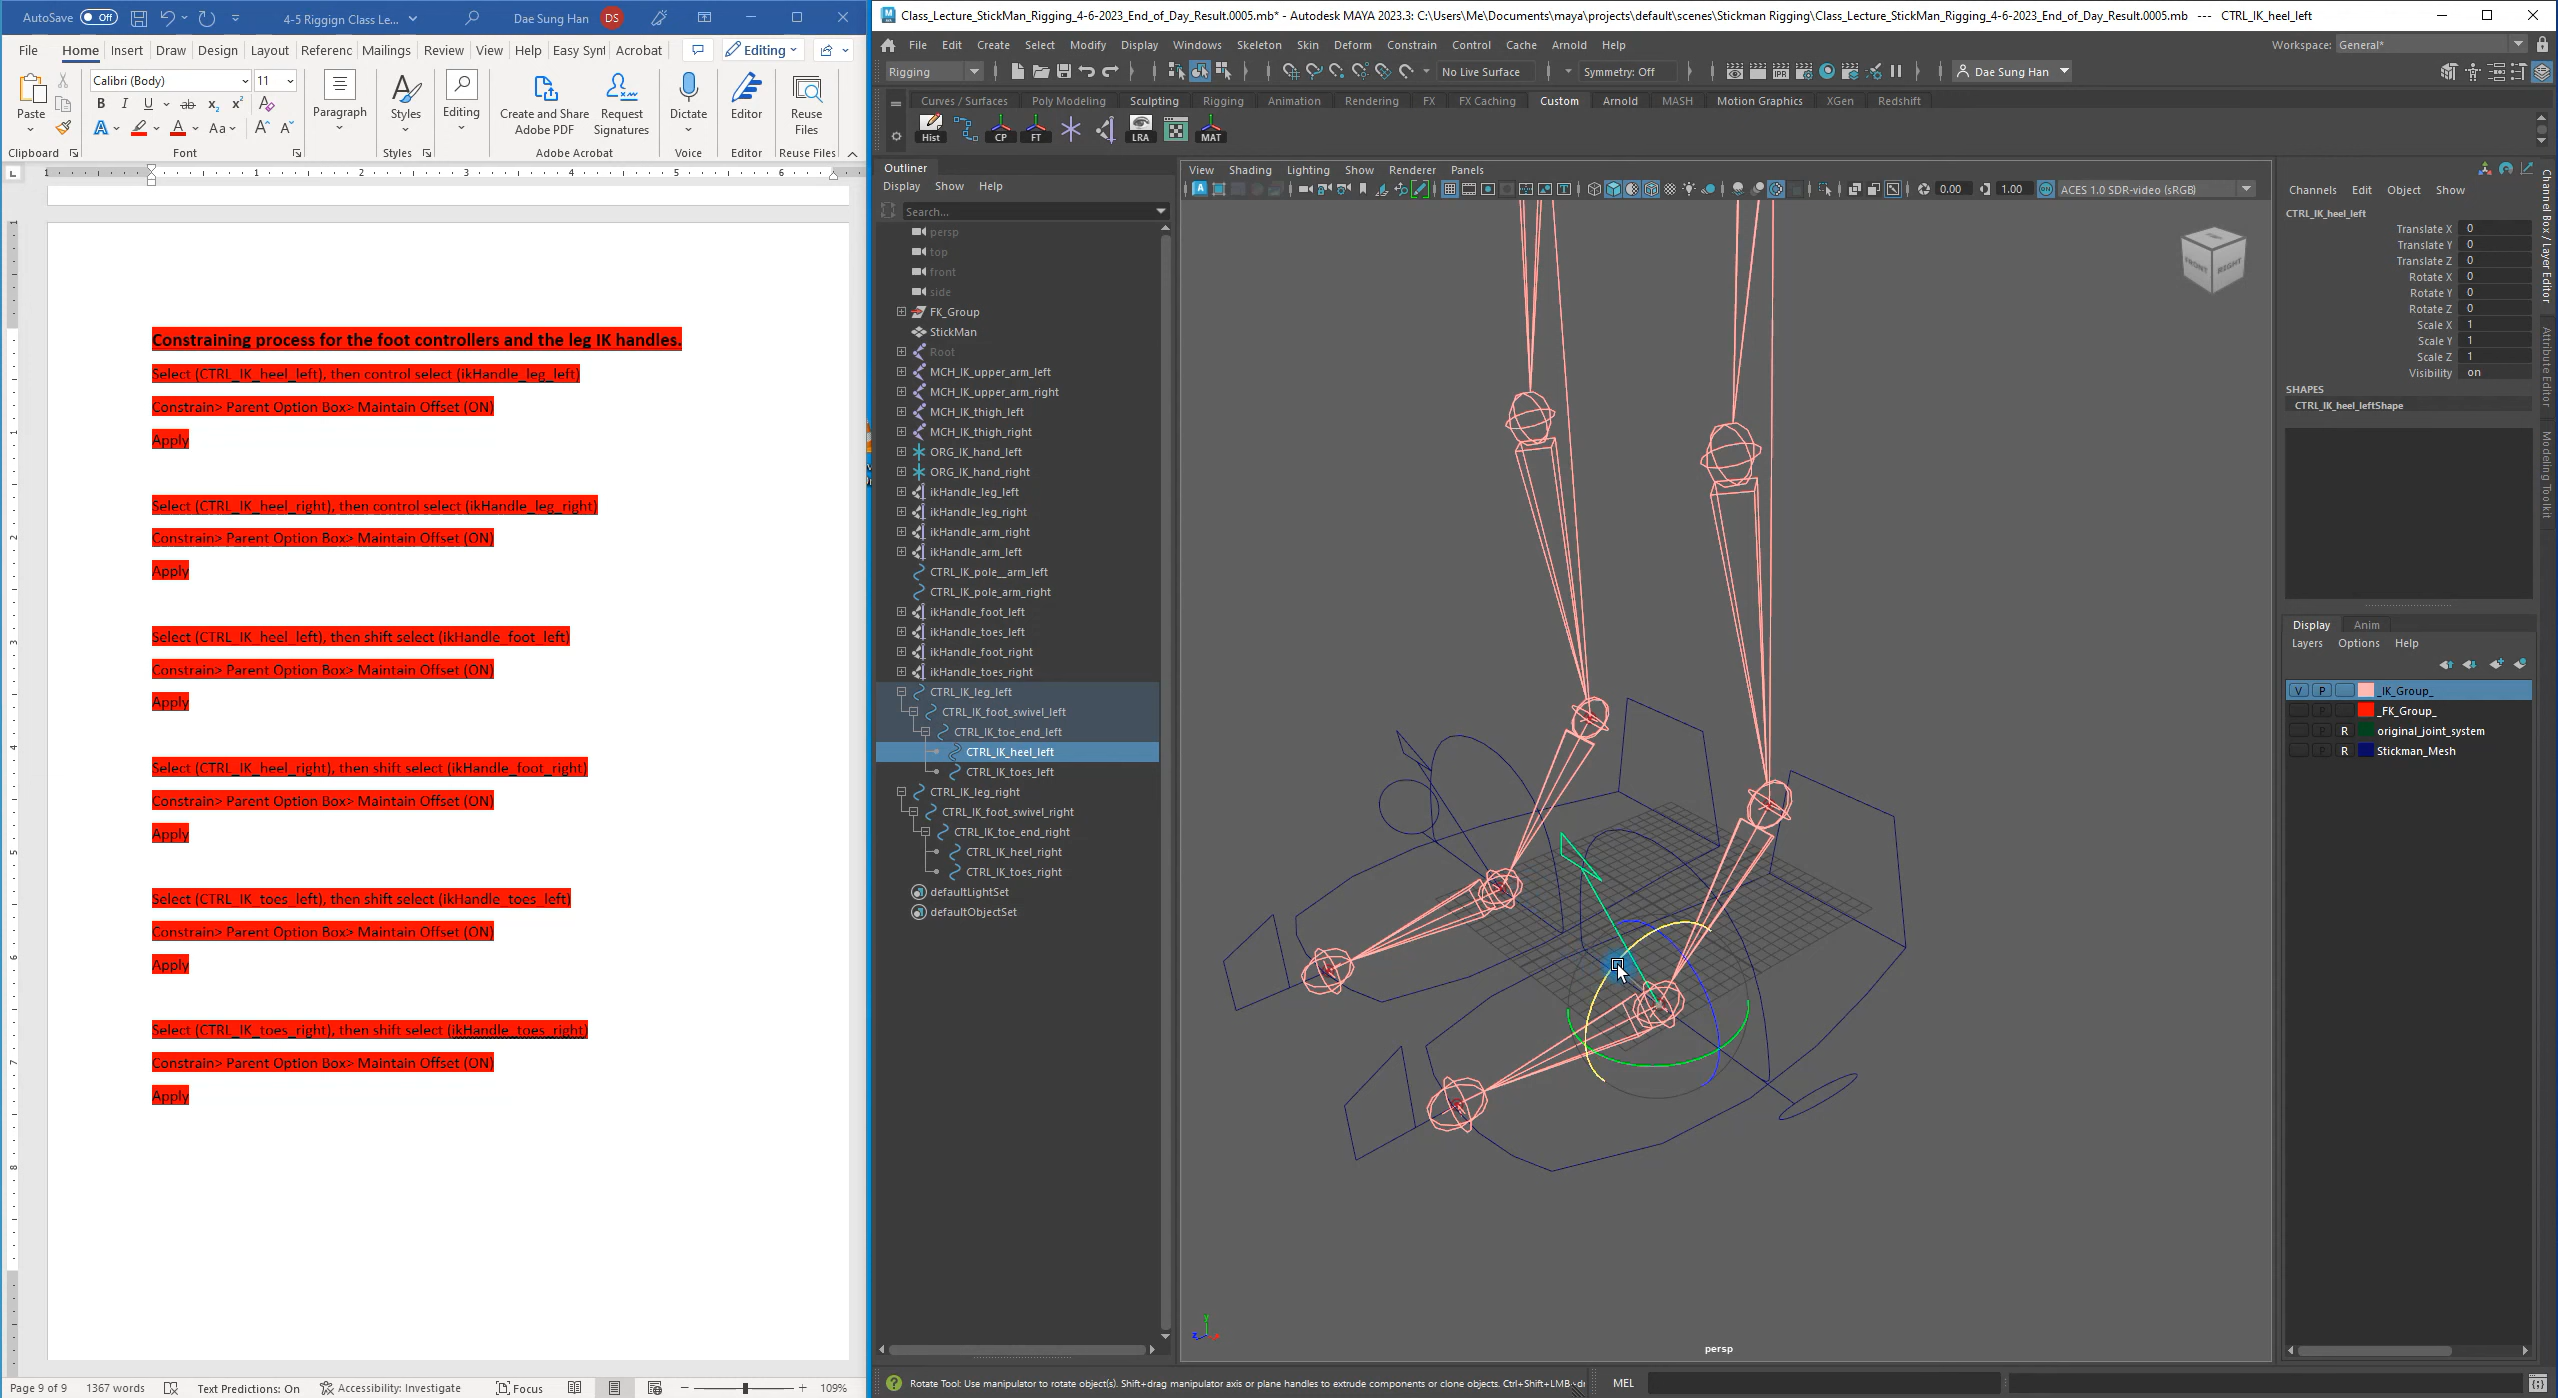 AutoSave Off 4-5 Riggign Class Le... Dae Sung Han DS
File Home Insert Draw Design Layout Referenc Mailings Review View Help Easy Synt Acrobat Editing
Calibri (Body) 11
Paste Paragraph Styles Editing Create and Share Adobe PDF Request Signatures Dictate Editor Reuse Files
Clipboard Font Styles Adobe Acrobat Voice Editor Reuse Files
Constraining process for the foot controllers and the leg IK handles.
Select (CTRL_IK_heel_left), then control select (ikHandle_leg_left)
Constrain> Parent Option Box> Maintain Offset (ON)
Apply
Select (CTRL_IK_heel_right), then control select (ikHandle_leg_right)
Constrain> Parent Option Box> Maintain Offset (ON)
Apply
Select (CTRL_IK_heel_left), then shift select (ikHandle_foot_left)
Constrain> Parent Option Box> Maintain Offset (ON)
Apply
Select (CTRL_IK_heel_right), then shift select (ikHandle_foot_right)
Constrain> Parent Option Box> Maintain Offset (ON)
Apply
Select (CTRL_IK_toes_left), then shift select (ikHandle_toes_left)
Constrain> Parent Option Box> Maintain Offset (ON)
Apply
Select (CTRL_IK_toes_right), then shift select (ikHandle_toes_right)
Constrain> Parent Option Box> Maintain Offset (ON)
Apply
Page 9 of 9 1367 words Text Predictions: On Accessibility: Investigate Focus 109%
Class_Lecture_StickMan_Rigging_4-6-2023_End_of_Day_Result.0005.mb* - Autodesk MAYA 2023.3: C:\Users\Me\Documents\maya\projects\default\scenes\Stickman Rigging\Class_Lecture_StickMan_Rigging_4-6-2023_End_of_Day_Result.0005.mb --- CTRL_IK_heel_left
File Edit Create Select Modify Display Windows Skeleton Skin Deform Constrain Control Cache Arnold Help Workspace: General*
Rigging No Live Surface Symmetry: Off IPR Dae Sung Han
Curves / Surfaces Poly Modeling Sculpting Rigging Animation Rendering FX FX Caching Custom Arnold MASH Motion Graphics XGen Redshift
Hist CP FT LRA MAT
Outliner
Display Show Help
Search...
persp
top
front
side
FK_Group
StickMan
Root
MCH_IK_upper_arm_left
MCH_IK_upper_arm_right
MCH_IK_thigh_left
MCH_IK_thigh_right
ORG_IK_hand_left
ORG_IK_hand_right
ikHandle_leg_left
ikHandle_leg_right
ikHandle_arm_right
ikHandle_arm_left
CTRL_IK_pole__arm_left
CTRL_IK_pole_arm_right
ikHandle_foot_left
ikHandle_toes_left
ikHandle_foot_right
ikHandle_toes_right
CTRL_IK_leg_left
CTRL_IK_foot_swivel_left
CTRL_IK_toe_end_left
CTRL_IK_heel_left
CTRL_IK_toes_left
CTRL_IK_leg_right
CTRL_IK_foot_swivel_right
CTRL_IK_toe_end_right
CTRL_IK_heel_right
CTRL_IK_toes_right
defaultLightSet
defaultObjectSet
View Shading Lighting Show Renderer Panels
0.00 1.00 ACES 1.0 SDR-video (sRGB)
FRONT RIGHT
persp
Channels Edit Object Show
CTRL_IK_heel_left
Translate X 0
Translate Y 0
Translate Z 0
Rotate X 0
Rotate Y 0
Rotate Z 0
Scale X 1
Scale Y 1
Scale Z 1
Visibility on
SHAPES
CTRL_IK_heel_leftShape
Display Anim
Layers Options Help
V P _IK_Group_
P _FK_Group_
P R original_joint_system
P R Stickman_Mesh
Channel Box / Layer Editor
Attribute Editor
Modeling Toolkit
Rotate Tool: Use manipulator to rotate object(s). Shift+drag manipulator axis or plane handles to extrude components or clone objects. Ctrl+Shift+LMB MEL